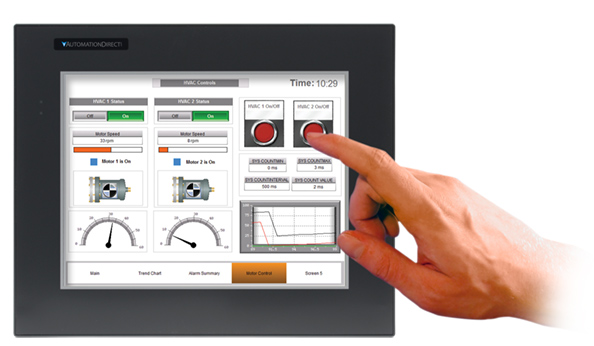 AUTOMATIONDIRECT
HVAC Controls
Time: 10:29
HVAC 1 Status
HVAC 2 Status
HVAC 1 On/Off
HVAC 2 On/Off
Off
On
Off
On
Motor Speed
33rpm
Motor Speed
8rpm
Motor 1 is On
Motor 2 is On
SYS COUNTMIN
0 ms
SYS COUNTMAX
3 ms
SYS COUNTINTERVAL
500 ms
SYS COUNT VALUE
2 ms
Main
Trend Chart
Alarm Summary
Motor Control
Screen 5